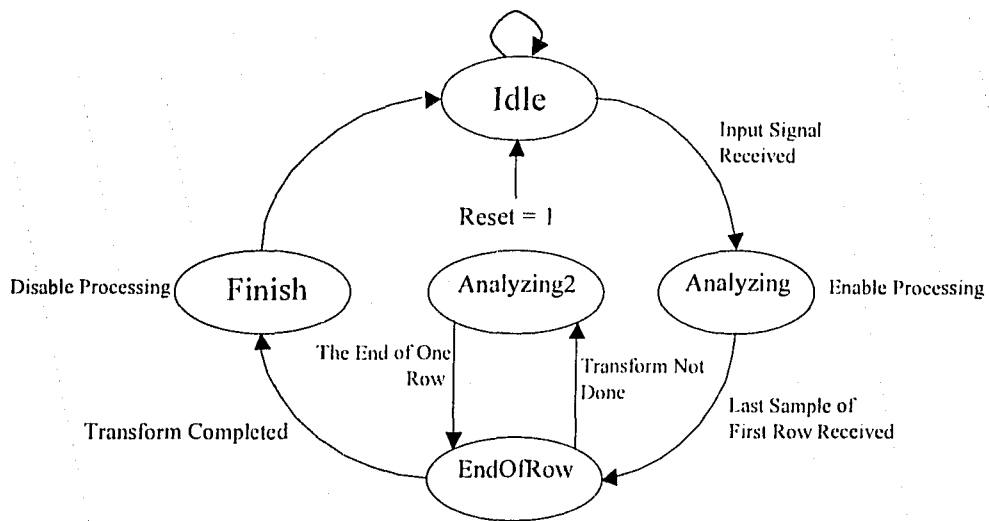 Idle
Input Signal
Received
Reset = 1
Disable Processing
Finish
Analyzing2
Analyzing
Enable Processing
The End of One
Row
Transform Not
Done
Transform Completed
Last Sample of
First Row Received
EndOfRow